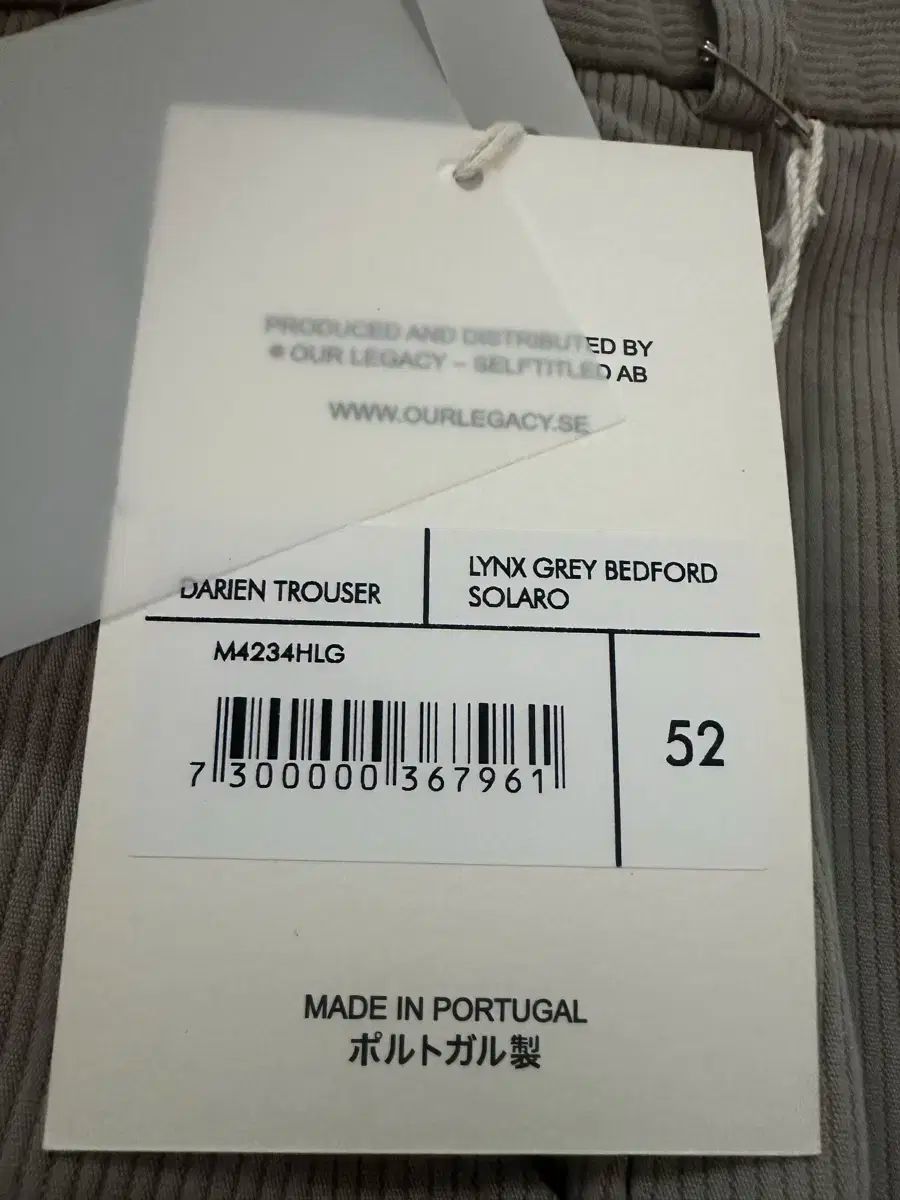 PRODUCED AND DISTRIBUTED BY
® OUR LEGACY – SELFTITLED AB
WWW.OURLEGACY.SE
DARIEN TROUSER
LYNX GREY BEDFORD
SOLARO
M4234HLG
52
7 300000 367961
MADE IN PORTUGAL
ポルトガル製